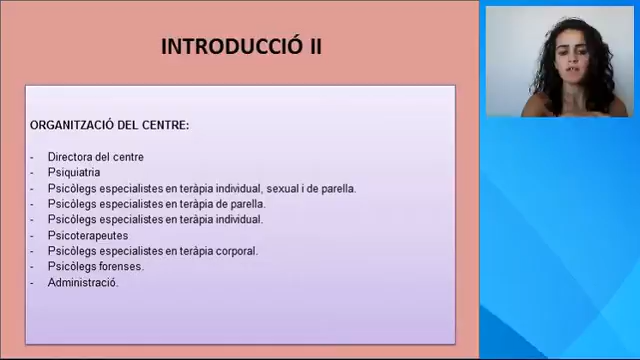 INTRODUCCIÓ II
ORGANITZACIÓ DEL CENTRE:
- Directora del centre
- Psiquiatria
- Psicòlegs especialistes en teràpia individual, sexual i de parella.
- Psicòlegs especialistes en teràpia de parella.
- Psicòlegs especialistes en teràpia individual.
- Psicoterapeutes
- Psicòlegs especialistes en teràpia corporal.
- Psicòlegs forenses.
- Administració.